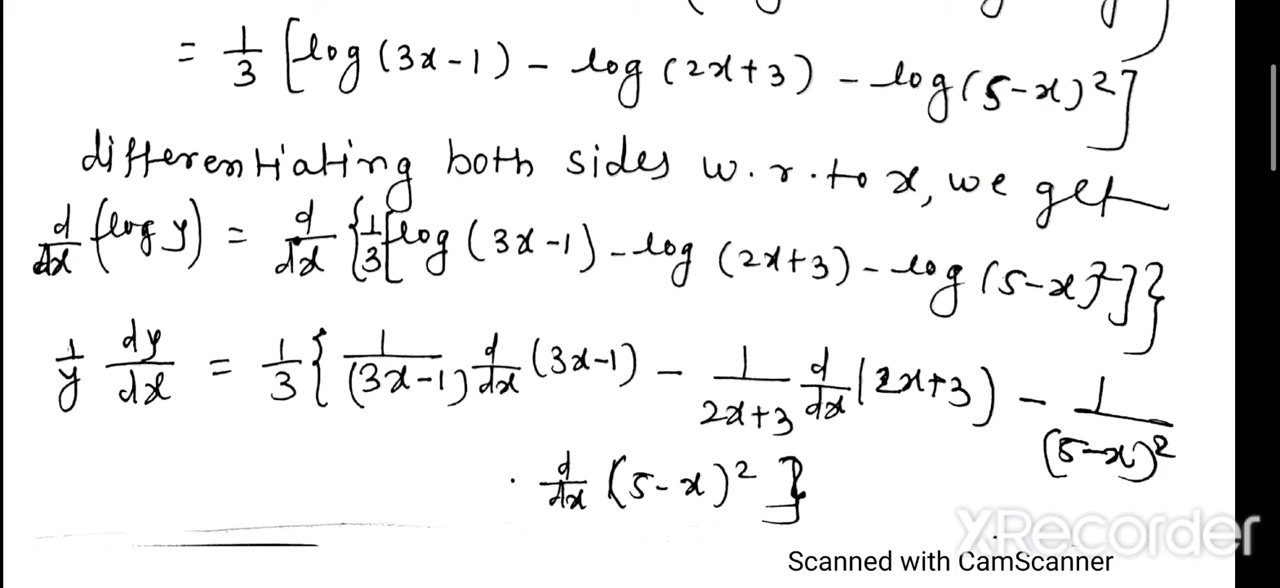 = 1/3 [log (3x-1) - log (2x+3) - log (5-x)²]
differentiating both sides w.r.to x, we get
d/dx (log y) = d/dx {1/3 [log (3x-1) - log (2x+3) - log (5-x)²]}
1/y dy/dx = 1/3 { 1/(3x-1) d/dx (3x-1) - 1/2x+3 d/dx (2x+3) - 1/(5-x)²
. d/dx (5-x)² }
XRecorder
Scanned with CamScanner